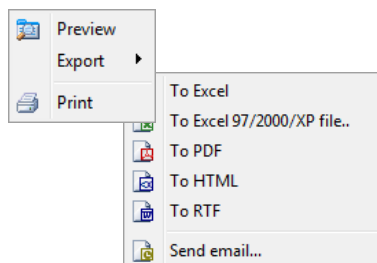 Preview
Export
Print
To Excel
To Excel 97/2000/XP file..
To PDF
To HTML
To RTF
Send email...